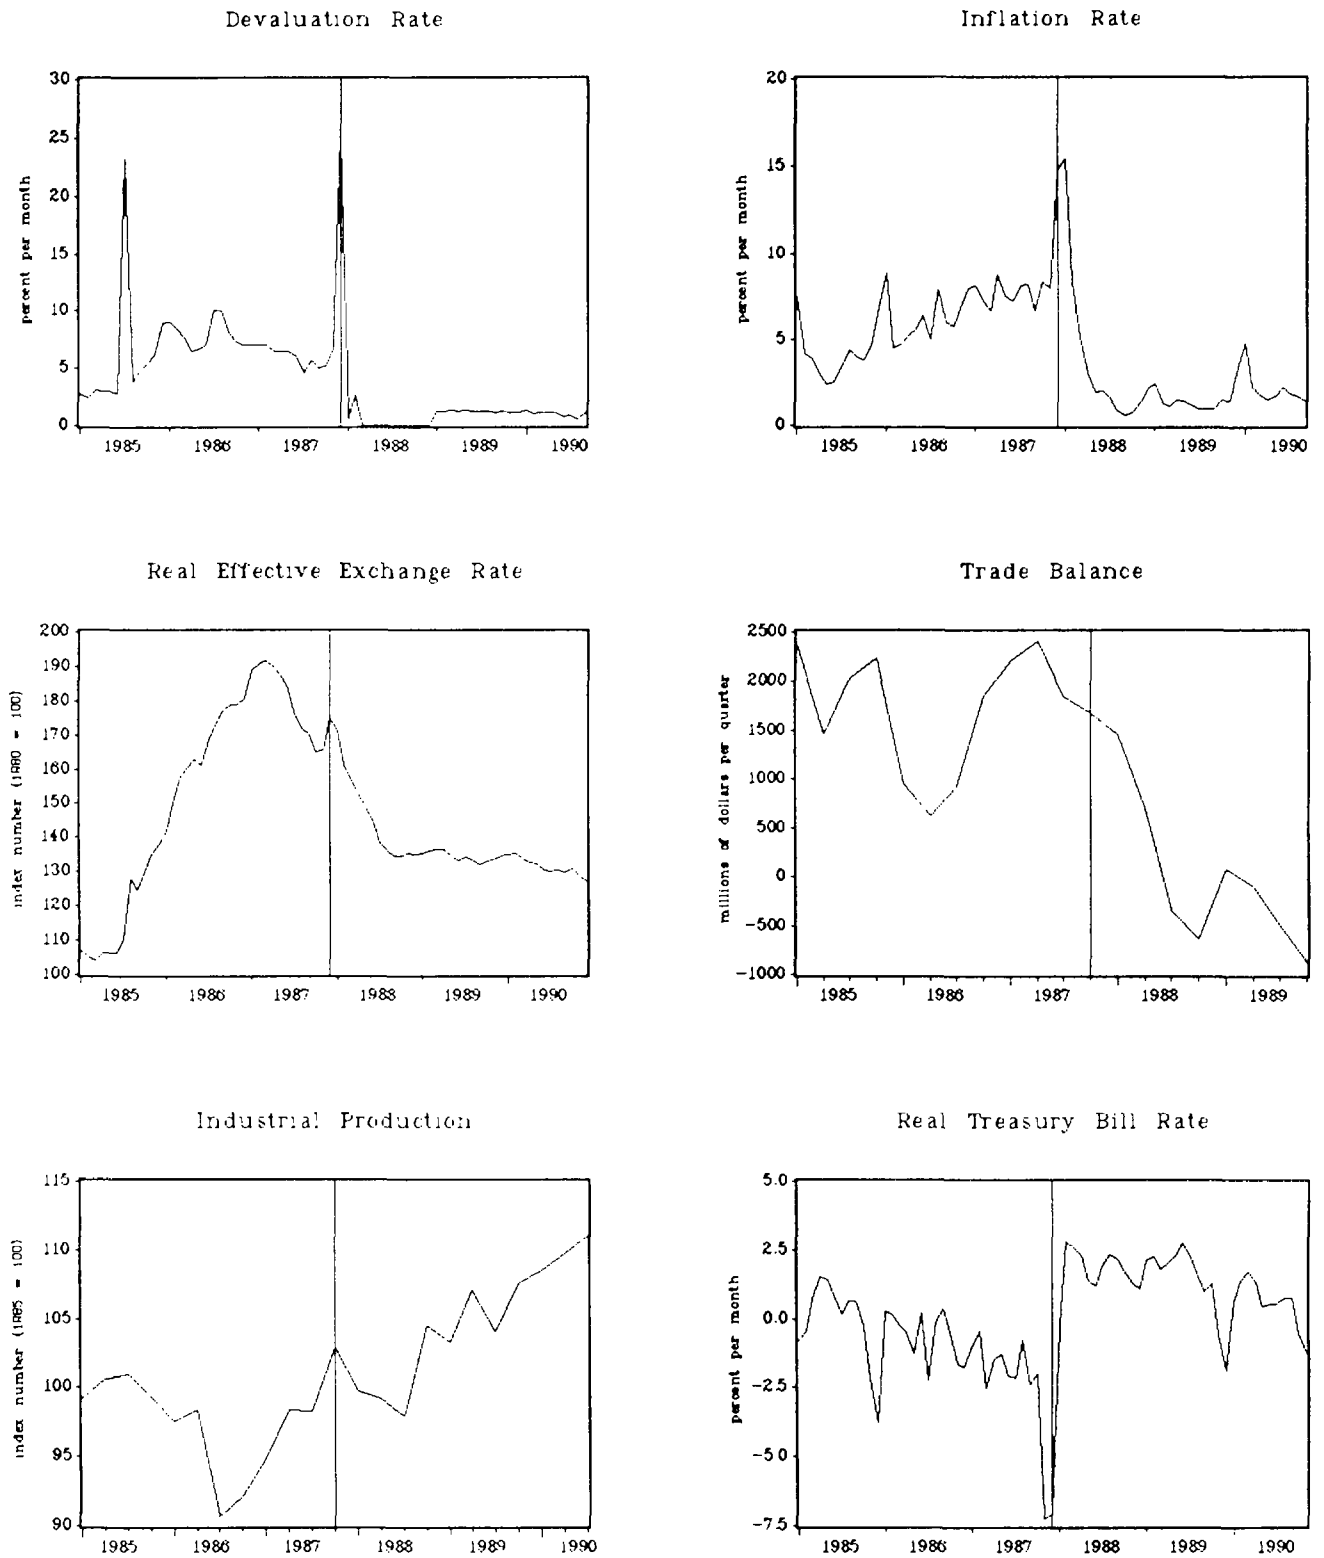 Devaluation Rate
percent per month
30
25
20
15
10
5
0
1985 1986 1987 1988 1989 1990
Inflation Rate
percent per month
20
15
10
5
0
1985 1986 1987 1988 1989 1990
Real Effective Exchange Rate
index number (1980 = 100)
200
190
180
170
160
150
140
130
120
110
100
1985 1986 1987 1988 1989 1990
Trade Balance
millions of dollars per quarter
2500
2000
1500
1000
500
0
-500
-1000
1985 1986 1987 1988 1989
Industrial Production
index number (1985 = 100)
115
110
105
100
95
90
1985 1986 1987 1988 1989 1990
Real Treasury Bill Rate
percent per month
5.0
2.5
0.0
-2.5
-5.0
-7.5
1985 1986 1987 1988 1989 1990